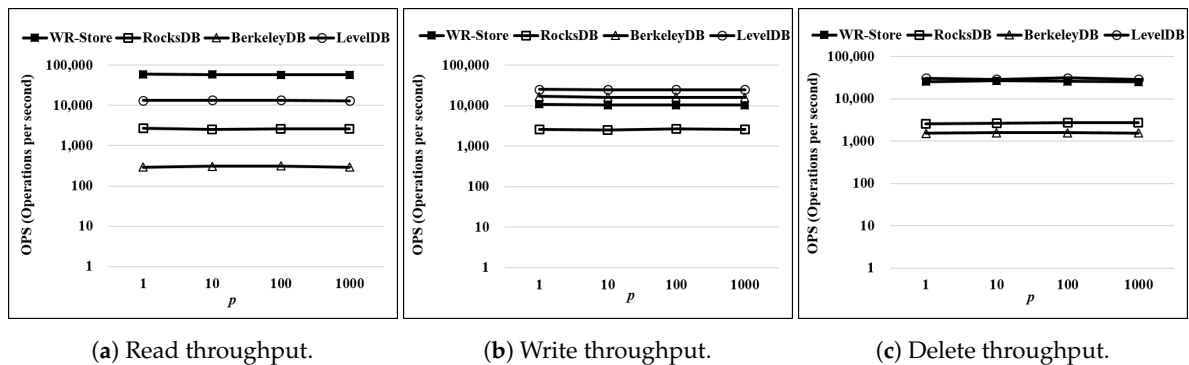 WR-Store RocksDB BerkeleyDB LevelDB
OPS (Operations per second)
100,000
10,000
1,000
100
10
1
1 10 100 1000
p
(a) Read throughput.
WR-Store RocksDB BerkeleyDB LevelDB
OPS (Operations per second)
100,000
10,000
1,000
100
10
1
1 10 100 1000
p
(b) Write throughput.
WR-Store RocksDB BerkeleyDB LevelDB
OPS (Operations per second)
100,000
10,000
1,000
100
10
1
1 10 100 1000
p
(c) Delete throughput.